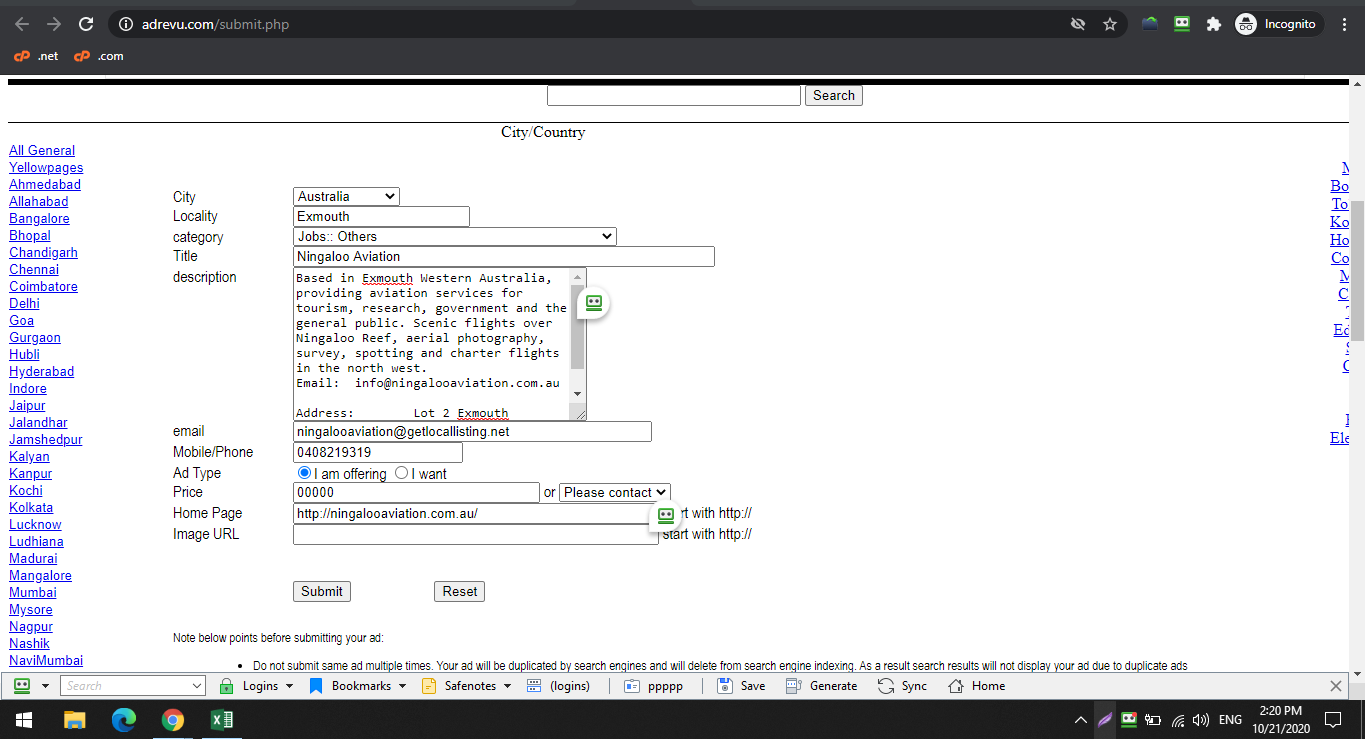 adrevu.com/submit.php
Incognito
cP .net cP .com
Search
City/Country
All General
Yellowpages
Ahmedabad
Allahabad
Bangalore
Bhopal
Chandigarh
Chennai
Coimbatore
Delhi
Goa
Gurgaon
Hubli
Hyderabad
Indore
Jaipur
Jalandhar
Jamshedpur
Kalyan
Kanpur
Kochi
Kolkata
Lucknow
Ludhiana
Madurai
Mangalore
Mumbai
Mysore
Nagpur
Nashik
NaviMumbai
City Australia
Locality Exmouth
category Jobs:: Others
Title Ningaloo Aviation
description
Based in Exmouth Western Australia,
providing aviation services for
tourism, research, government and the
general public. Scenic flights over
Ningaloo Reef, aerial photography,
survey, spotting and charter flights
in the north west.
Email: info@ningalooaviation.com.au
Address: Lot 2 Exmouth
email ningalooaviation@getlocallisting.net
Mobile/Phone 0408219319
Ad Type I am offering I want
Price 00000 or Please contact
Home Page http://ningalooaviation.com.au/ with http://
Image URL start with http://
Submit Reset
Note below points before submitting your ad:
Do not submit same ad multiple times. Your ad will be duplicated by search engines and will delete from search engine indexing. As a result search results will not display your ad due to duplicate ads
M
Bo
To
Ko
Ho
Co
M
C
Ed
S
C
Ele
Search Logins Bookmarks Safenotes (logins) ppppp Save Generate Sync Home
ENG
2:20 PM
10/21/2020